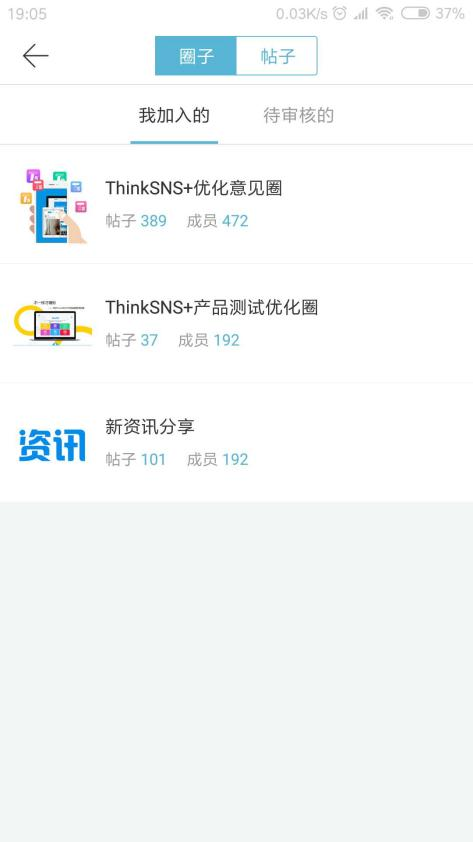 19:05 0.03K/s 37%
圈子 帖子
我加入的 待审核的
ThinkSNS+优化意见圈
帖子 389 成员 472
ThinkSNS+产品测试优化圈
帖子 37 成员 192
资讯
新资讯分享
帖子 101 成员 192